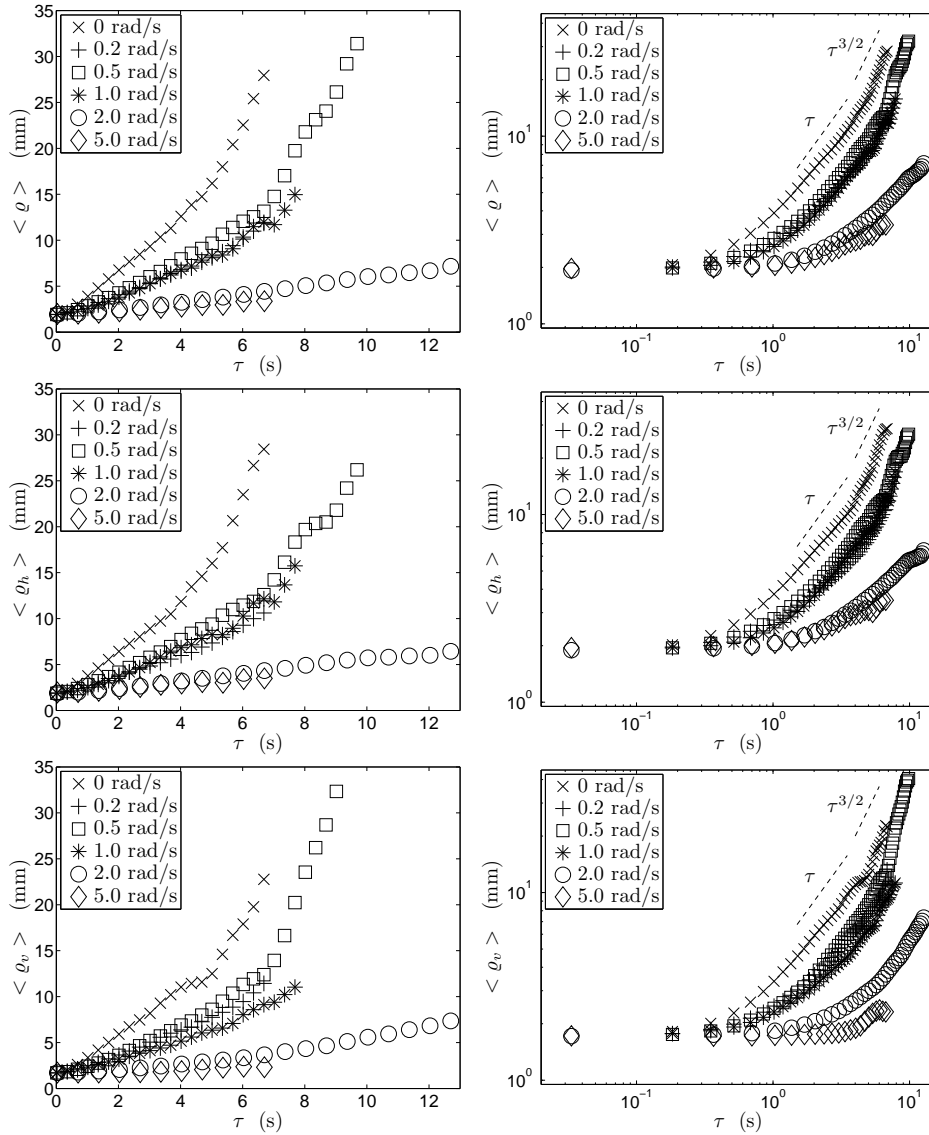 35
30
25
20
15
10
5
0
< ϱ > (mm)
0 2 4 6 8 10 12
τ (s)
× 0 rad/s
+ 0.2 rad/s
□ 0.5 rad/s
∗ 1.0 rad/s
○ 2.0 rad/s
◇ 5.0 rad/s
10^1
10^0
< ϱ > (mm)
10^-1 10^0 10^1
τ (s)
× 0 rad/s
+ 0.2 rad/s
□ 0.5 rad/s
∗ 1.0 rad/s
○ 2.0 rad/s
◇ 5.0 rad/s
τ^3/2
τ
35
30
25
20
15
10
5
0
< ϱ_h > (mm)
0 2 4 6 8 10 12
τ (s)
× 0 rad/s
+ 0.2 rad/s
□ 0.5 rad/s
∗ 1.0 rad/s
○ 2.0 rad/s
◇ 5.0 rad/s
10^1
10^0
< ϱ_h > (mm)
10^-1 10^0 10^1
τ (s)
× 0 rad/s
+ 0.2 rad/s
□ 0.5 rad/s
∗ 1.0 rad/s
○ 2.0 rad/s
◇ 5.0 rad/s
τ^3/2
τ
35
30
25
20
15
10
5
0
< ϱ_v > (mm)
0 2 4 6 8 10 12
τ (s)
× 0 rad/s
+ 0.2 rad/s
□ 0.5 rad/s
∗ 1.0 rad/s
○ 2.0 rad/s
◇ 5.0 rad/s
10^1
10^0
< ϱ_v > (mm)
10^-1 10^0 10^1
τ (s)
× 0 rad/s
+ 0.2 rad/s
□ 0.5 rad/s
∗ 1.0 rad/s
○ 2.0 rad/s
◇ 5.0 rad/s
τ^3/2
τ